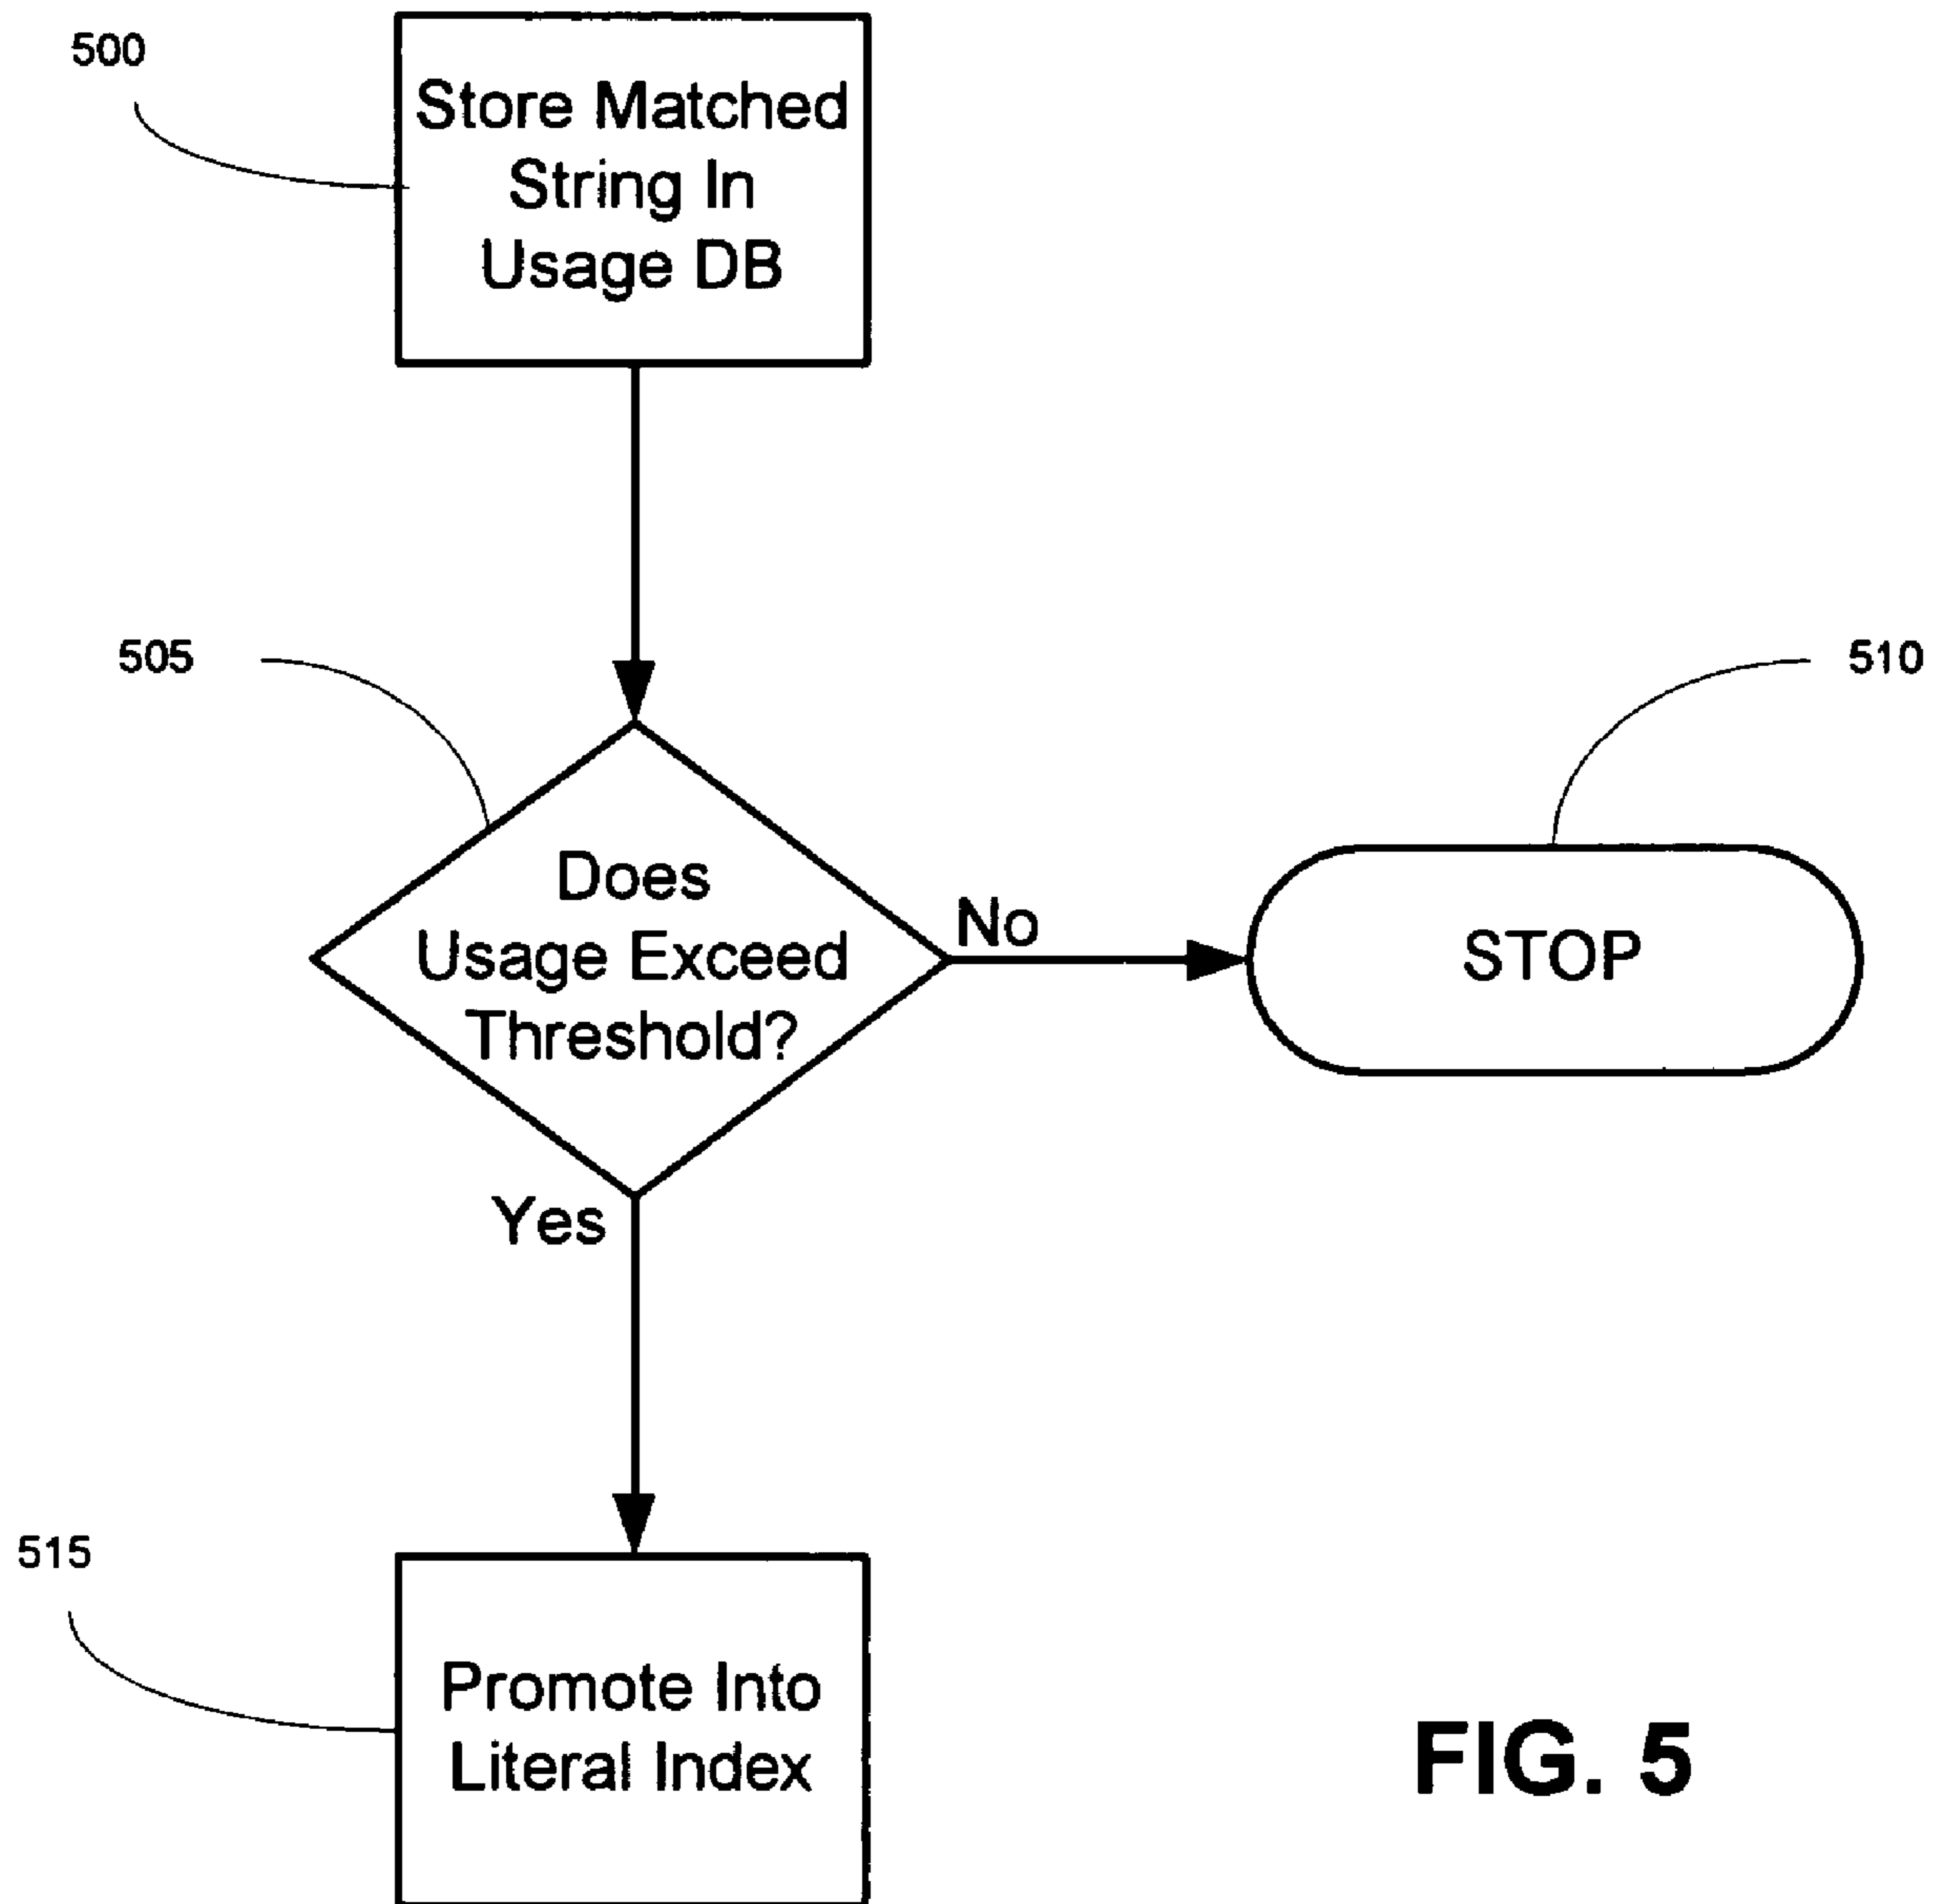 500
Store Matched
String In
Usage DB
505
510
Does
Usage Exceed
Threshold?
No
STOP
Yes
515
Promote Into
Literal Index
FIG. 5